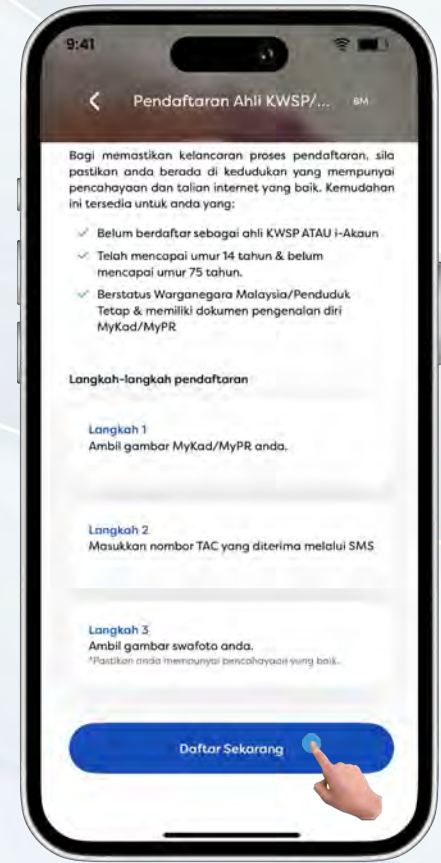 9:41
Pendaftaran Ahli KWSP/... BM
Bagi memastikan kelancaran proses pendaftaran, sila
pastikan anda berada di kedudukan yang mempunyai
pencahayaan dan talian internet yang baik. Kemudahan
ini tersedia untuk anda yang:
Belum berdaftar sebagai ahli KWSP ATAU i-Akaun
Telah mencapai umur 14 tahun & belum
mencapai umur 75 tahun.
Berstatus Warganegara Malaysia/Penduduk
Tetap & memiliki dokumen pengenalan diri
MyKad/MyPR
Langkah-langkah pendaftaran
Langkah 1
Ambil gambar MyKad/MyPR anda.
Langkah 2
Masukkan nombor TAC yang diterima melalui SMS
Langkah 3
Ambil gambar swafoto anda.
*Pastikan anda mempunyai pencahayaan yang baik.
Daftar Sekarang